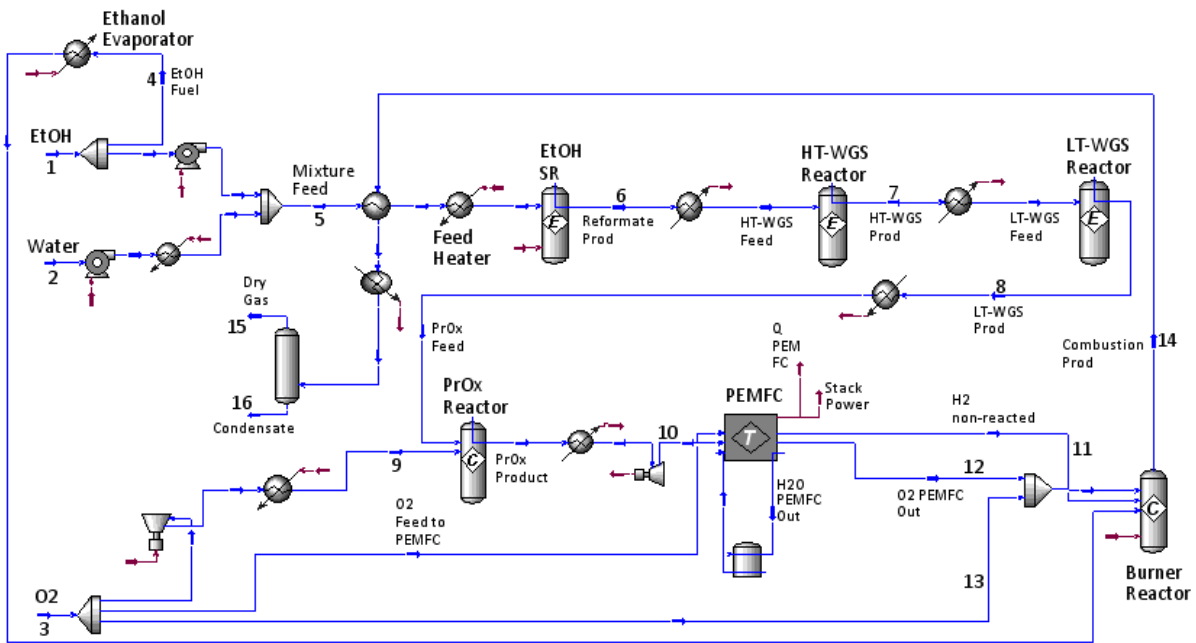 Ethanol
Evaporator
4
EtOH
Fuel
EtOH
1
Mixture
Feed
5
Water
2
Feed
Heater
EtOH
SR
E
6
Reformate
Prod
HT-WGS
Feed
HT-WGS
Reactor
E
7
HT-WGS
Prod
LT-WGS
Feed
LT-WGS
Reactor
E
8
LT-WGS
Prod
Dry
Gas
15
16
Condensate
PrOx
Feed
PrOx
Reactor
C
PrOx
Product
9
10
Q
PEM
FC
Stack
Power
PEMFC
T
H2
non-reacted
11
12
O2 PEMFC
Out
H2O
PEMFC
Out
O2
Feed to
PEMFC
13
Combustion
Prod
14
C
Burner
Reactor
O2
3